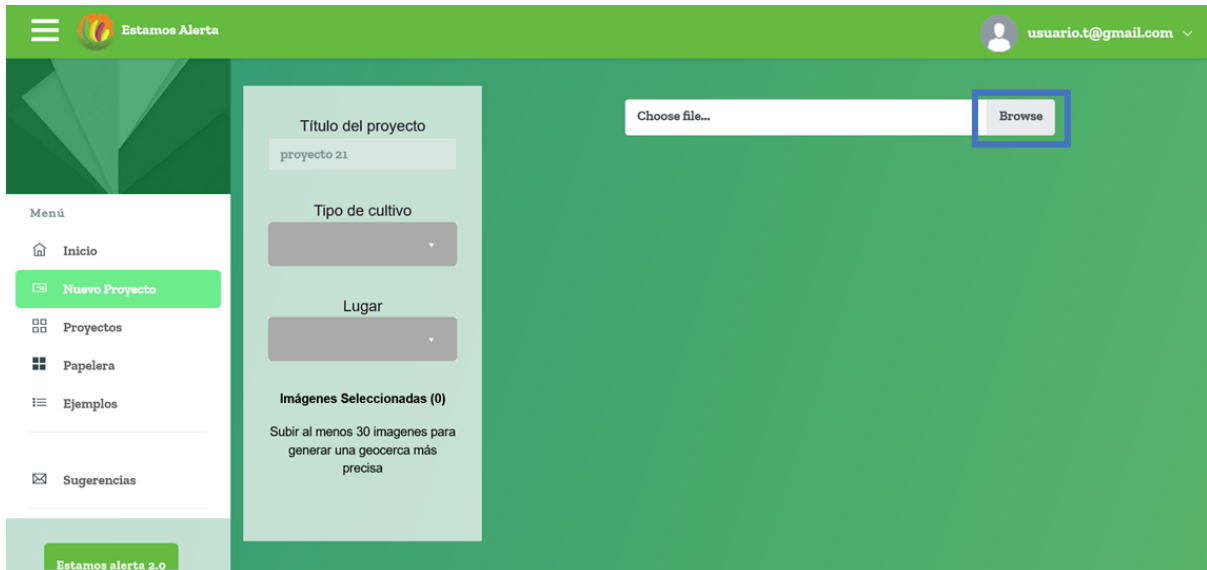 Estamos Alerta
usuario.t@gmail.com
Menú
Inicio
Nuevo Proyecto
Proyectos
Papelera
Ejemplos
Sugerencias
Estamos alerta 2.0
Título del proyecto
proyecto 21
Tipo de cultivo
Lugar
Imágenes Seleccionadas (0)
Subir al menos 30 imagenes para
generar una geocerca más
precisa
Choose file...
Browse